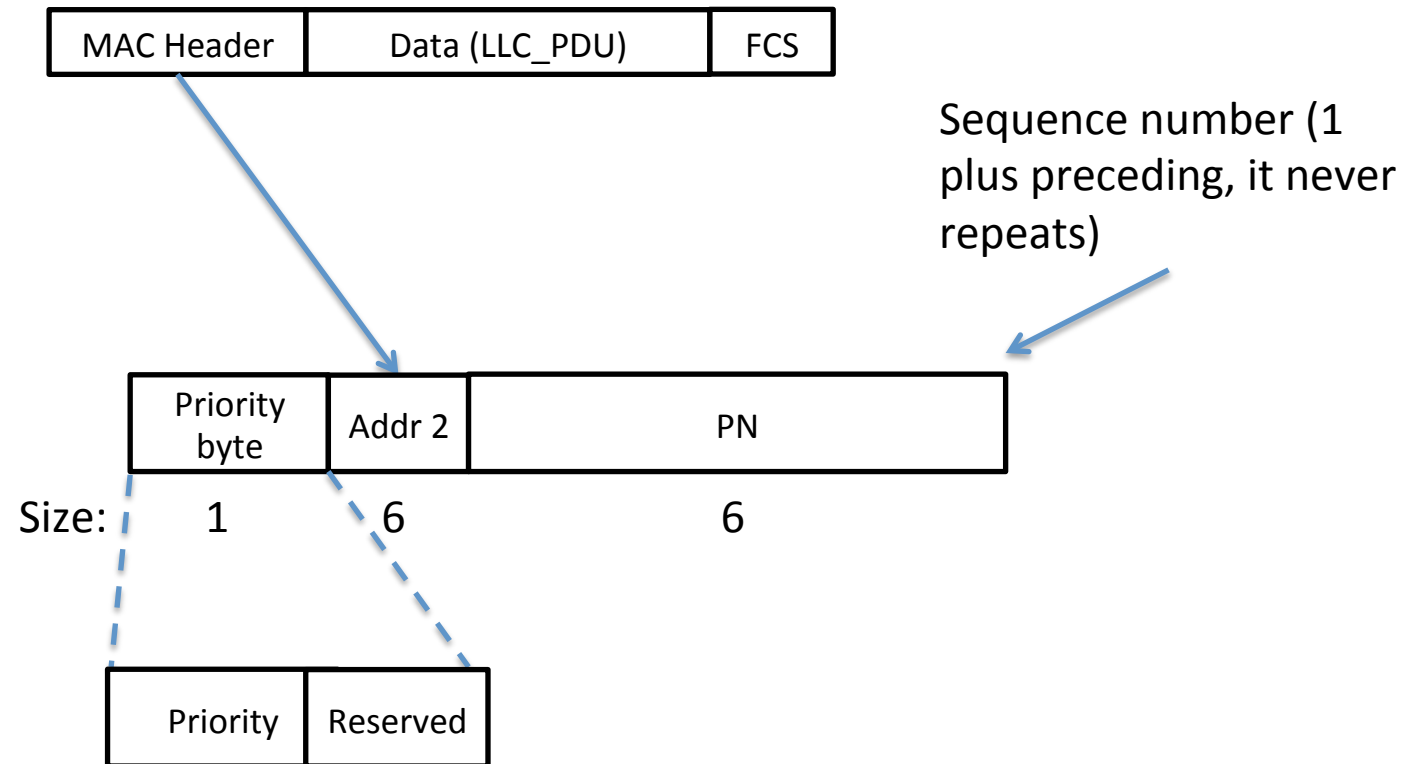 MAC Header Data (LLC_PDU) FCS
Sequence number (1
plus preceding, it never
repeats)
Priority
byte
Addr 2
PN
Size: 1 6 6
Priority Reserved